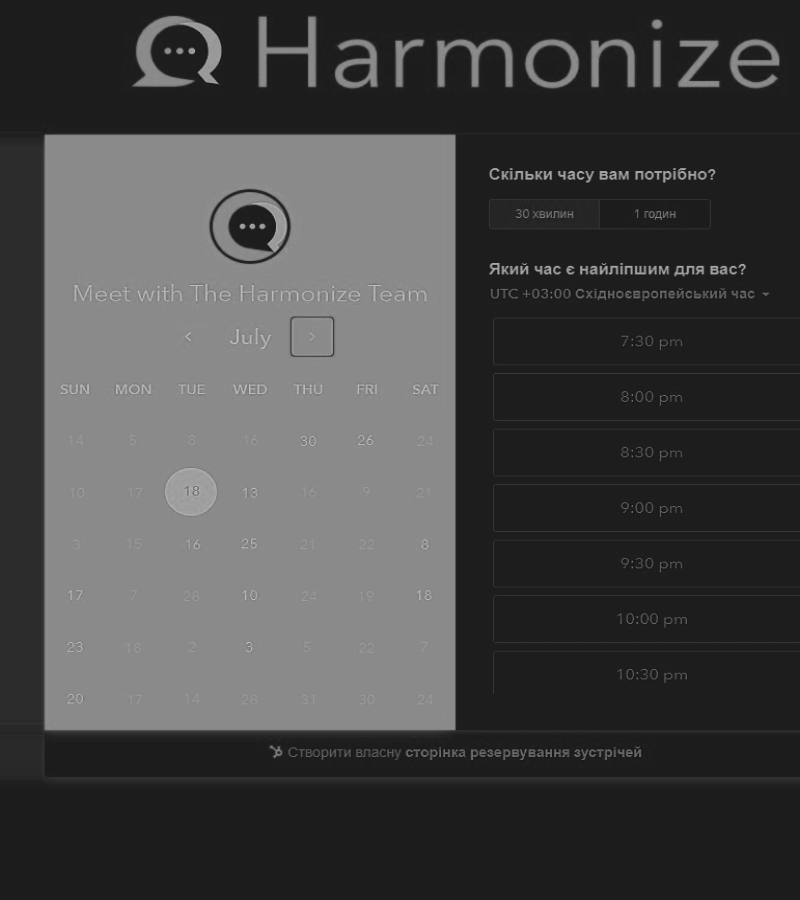 Harmonize
Meet with The Harmonize Team
July
SUN MON TUE WED THU FRI SAT
14 5 8 16 30 26 24
10 17 18 13 16 9 21
3 15 16 25 21 22 8
17 7 28 10 24 19 18
23 18 2 3 5 22 7
20 17 14 28 31 30 24
Скільки часу вам потрібно?
30 хвилин 1 годин
Який час є найліпшим для вас?
UTC +03:00 Східноєвропейський час
7:30 pm
8:00 pm
8:30 pm
9:00 pm
9:30 pm
10:00 pm
10:30 pm
Створити власну сторінка резервування зустрічей